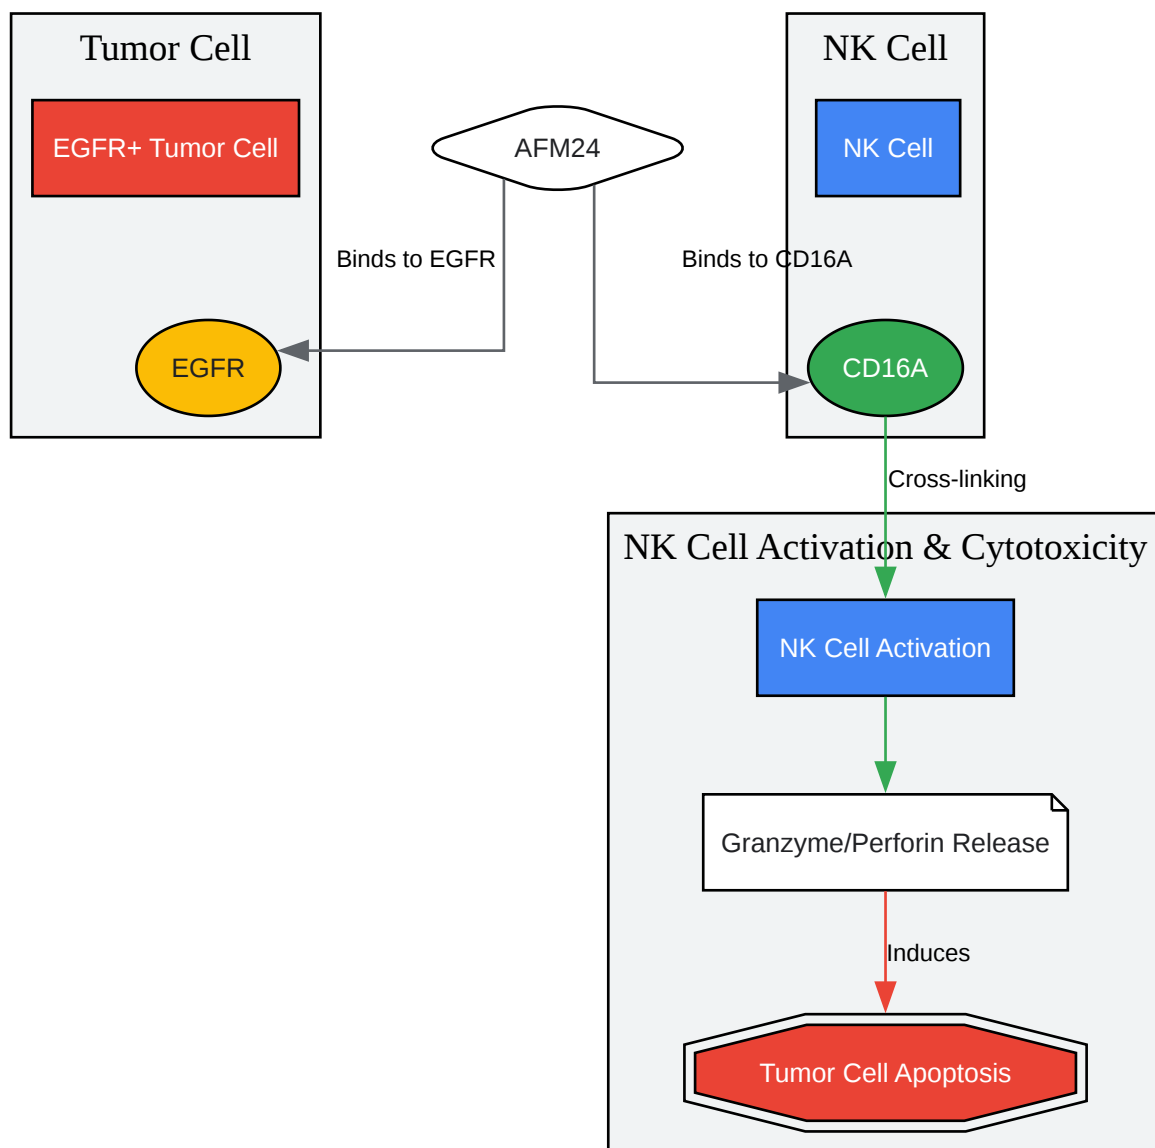 Tumor Cell
NK Cell
EGFR+ Tumor Cell
AFM24
NK Cell
Binds to EGFR
Binds to CD16A
EGFR
CD16A
Cross-linking
NK Cell Activation & Cytotoxicity
NK Cell Activation
Granzyme/Perforin Release
Induces
Tumor Cell Apoptosis